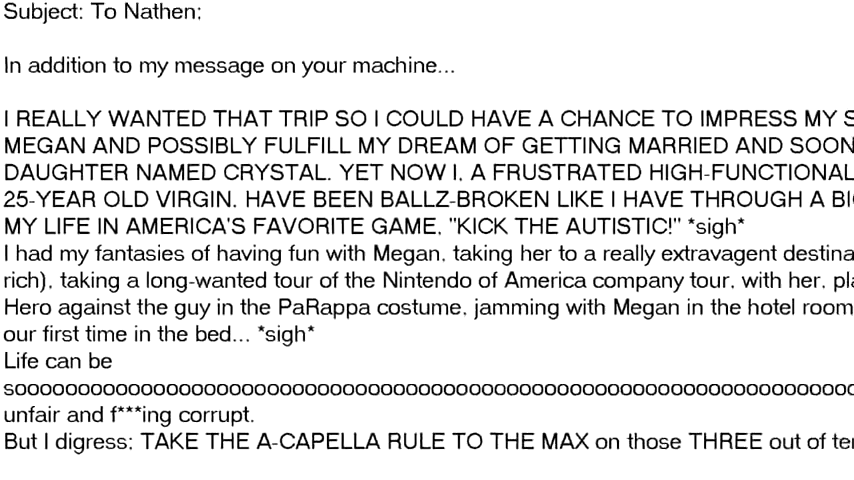 Subject: To Nathen;
In addition to my message on your machine...
I REALLY WANTED THAT TRIP SO I COULD HAVE A CHANCE TO IMPRESS MY S
MEGAN AND POSSIBLY FULFILL MY DREAM OF GETTING MARRIED AND SOON
DAUGHTER NAMED CRYSTAL. YET NOW I, A FRUSTRATED HIGH-FUNCTIONAL
25-YEAR OLD VIRGIN, HAVE BEEN BALLZ-BROKEN LIKE I HAVE THROUGH A BI
MY LIFE IN AMERICA'S FAVORITE GAME, "KICK THE AUTISTIC!" *sigh*
I had my fantasies of having fun with Megan, taking her to a really extravagent destina
rich), taking a long-wanted tour of the Nintendo of America company tour, with her, pla
Hero against the guy in the PaRappa costume, jamming with Megan in the hotel room
our first time in the bed... *sigh*
Life can be
soooooooooooooooooooooooooooooooooooooooooooooooooooooooooooooooooo
unfair and f***ing corrupt.
But I digress; TAKE THE A-CAPELLA RULE TO THE MAX on those THREE out of te